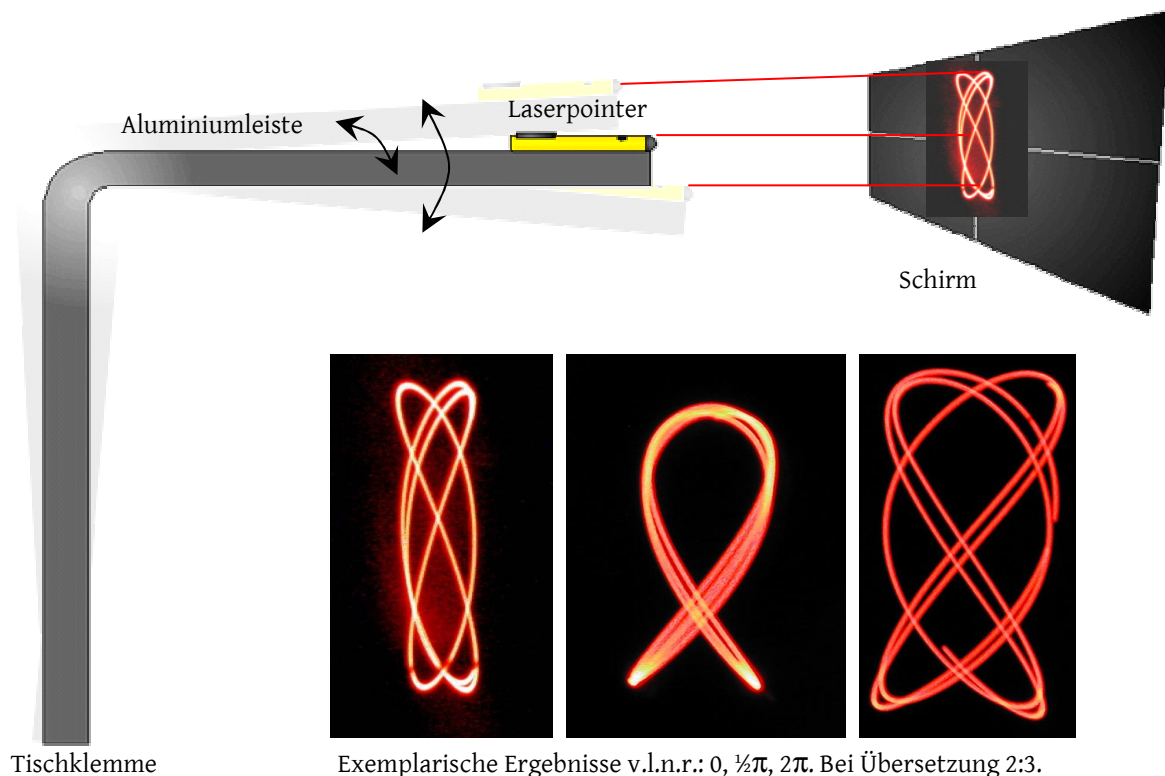 Laserpointer
Aluminiumleiste
Schirm
Tischklemme
Exemplarische Ergebnisse v.l.n.r.: 0, ½π, 2π. Bei Übersetzung 2:3.